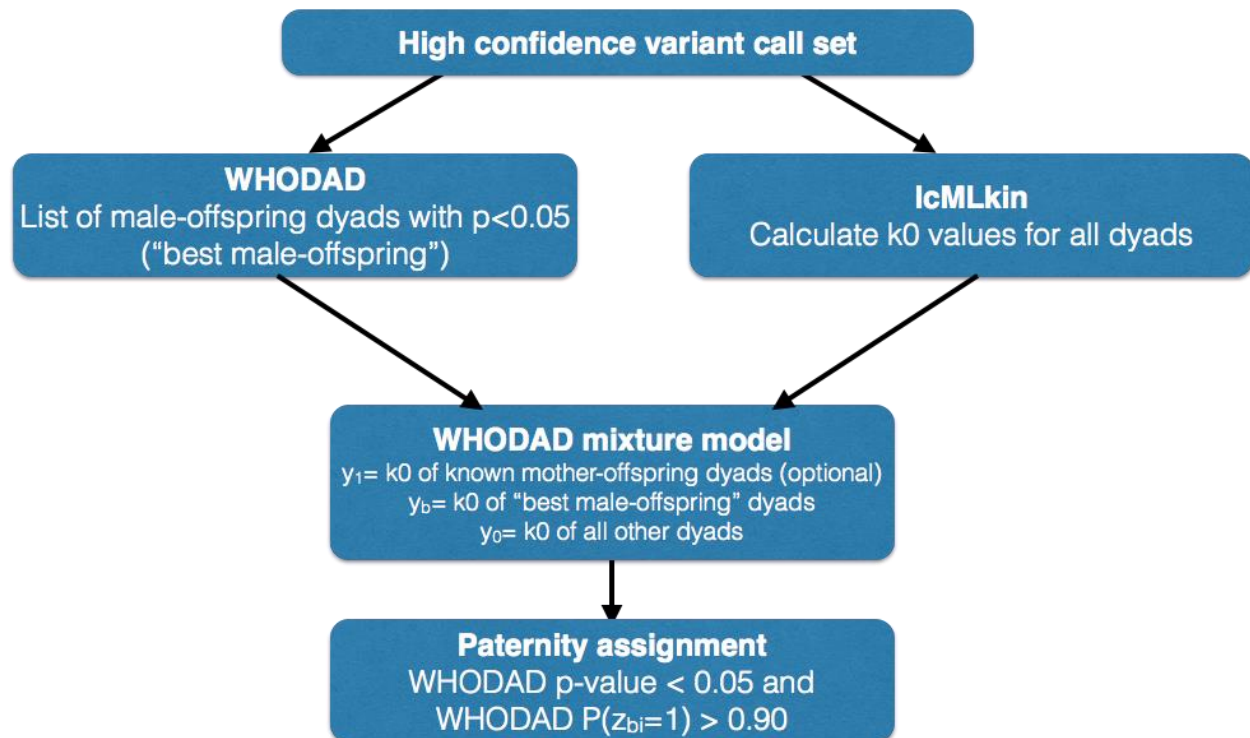 High confidence variant call set
WHODAD
List of male-offspring dyads with p<0.05
(“best male-offspring”)
lcMLkin
Calculate k0 values for all dyads
WHODAD mixture model
y₁= k0 of known mother-offspring dyads (optional)
y_b= k0 of “best male-offspring” dyads
y₀= k0 of all other dyads
Paternity assignment
WHODAD p-value < 0.05 and
WHODAD P(z_bi=1) > 0.90